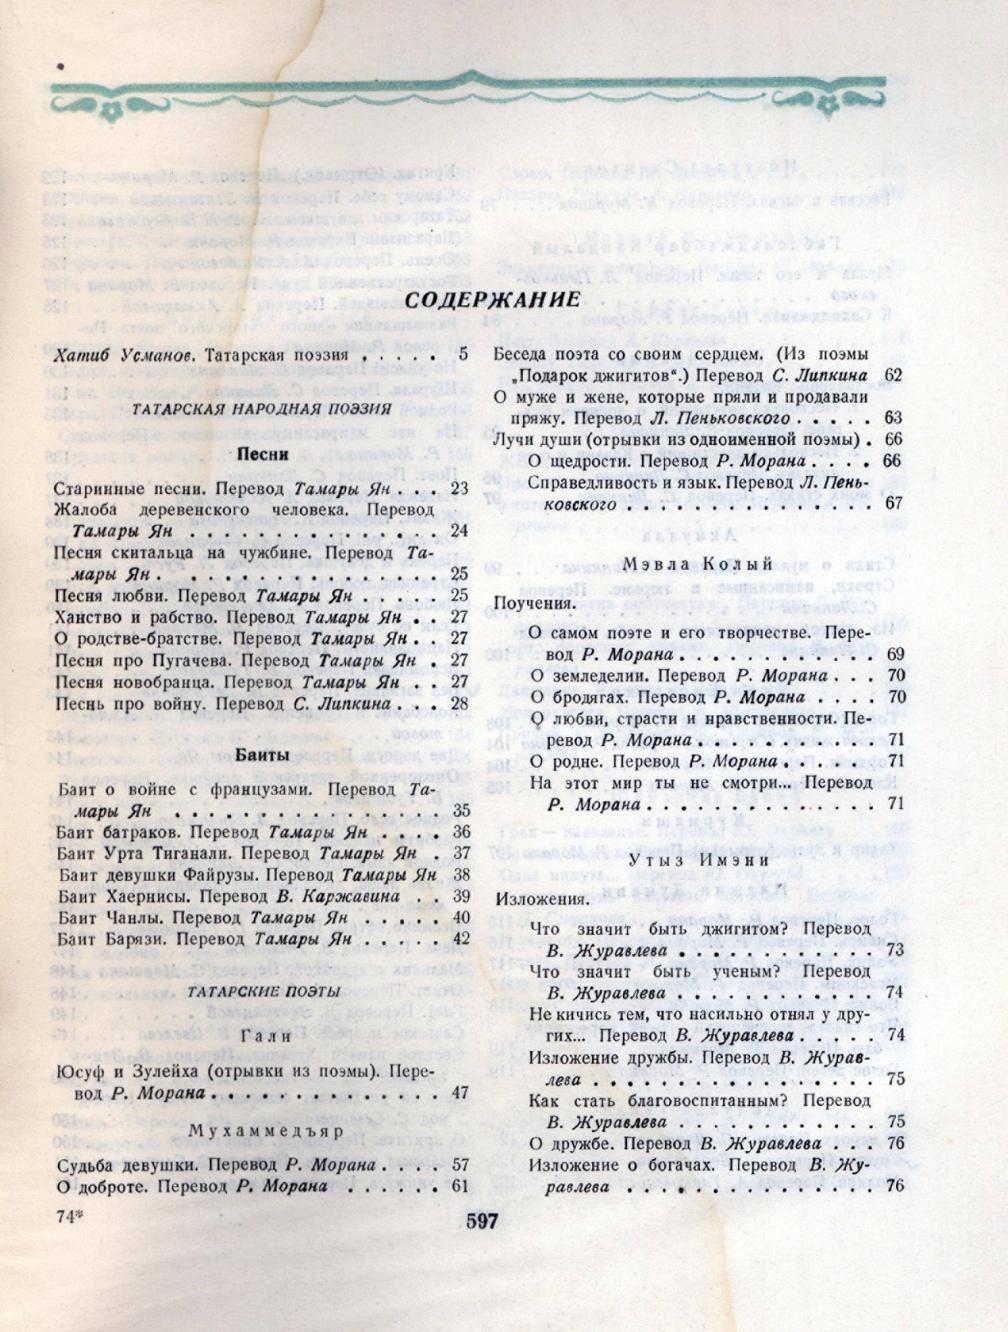 СОДЕРЖАНИЕ
Хатиб Усманов. Татарская поэзия . . . . . 5
ТАТАРСКАЯ НАРОДНАЯ ПОЭЗИЯ
Песни
Старинные песни. Перевод Тамары Ян . . . 23
Жалоба деревенского человека. Перевод
Тамары Ян . . . . . . . . . . . . 24
Песня скитальца на чужбине. Перевод Та-
мары Ян . . . . . . . . . . . . . 25
Песня любви. Перевод Тамары Ян . . . . . 25
Ханство и рабство. Перевод Тамары Ян . . 27
О родстве-братстве. Перевод Тамары Ян . . 27
Песня про Пугачева. Перевод Тамары Ян . 27
Песня новобранца. Перевод Тамары Ян . . 27
Песнь про войну. Перевод С. Липкина . . . 28
Баиты
Баит о войне с французами. Перевод Та-
мары Ян . . . . . . . . . . . . . 35
Баит батраков. Перевод Тамары Ян . . . . 36
Баит Урта Тиганали. Перевод Тамары Ян . 37
Баит девушки Файрузы. Перевод Тамары Ян 38
Баит Хаернисы. Перевод В. Каржавина . . 39
Баит Чанлы. Перевод Тамары Ян . . . . . 40
Баит Барязи. Перевод Тамары Ян . . . . . 42
ТАТАРСКИЕ ПОЭТЫ
Гали
Юсуф и Зулейха (отрывки из поэмы). Пере-
вод Р. Морана . . . . . . . . . . . . 47
Мухаммедъяр
Судьба девушки. Перевод Р. Морана . . . . 57
О доброте. Перевод Р. Морана . . . . . . 61
Беседа поэта со своим сердцем. (Из поэмы
„Подарок джигитов“.) Перевод С. Липкина 62
О муже и жене, которые пряли и продавали
пряжу. Перевод Л. Пеньковского . . . . . 63
Лучи души (отрывки из одноименной поэмы) . 66
О щедрости. Перевод Р. Морана . . . . 66
Справедливость и язык. Перевод Л. Пень-
ковского . . . . . . . . . . . . . . 67
Мэвла Колый
Поучения.
О самом поэте и его творчестве. Пере-
вод Р. Морана . . . . . . . . . . . 69
О земледелии. Перевод Р. Морана . . . 70
О бродягах. Перевод Р. Морана . . . . 70
О любви, страсти и нравственности. Пе-
ревод Р. Морана . . . . . . . . . . 71
О родне. Перевод Р. Морана . . . . . 71
На этот мир ты не смотри... Перевод
Р. Морана . . . . . . . . . . . . 71
Утыз Имэни
Изложения.
Что значит быть джигитом? Перевод
В. Журавлева . . . . . . . . . . . 73
Что значит быть ученым? Перевод
В. Журавлева . . . . . . . . . . . 74
Не кичись тем, что насильно отнял у дру-
гих... Перевод В. Журавлева . . . . . 74
Изложение дружбы. Перевод В. Журав-
лева . . . . . . . . . . . . . . . 75
Как стать благовоспитанным? Перевод
В. Журавлева . . . . . . . . . . . 75
О дружбе. Перевод В. Журавлева . . . 76
Изложение о богачах. Перевод В. Жу-
равлева . . . . . . . . . . . . . . 76
74*
597